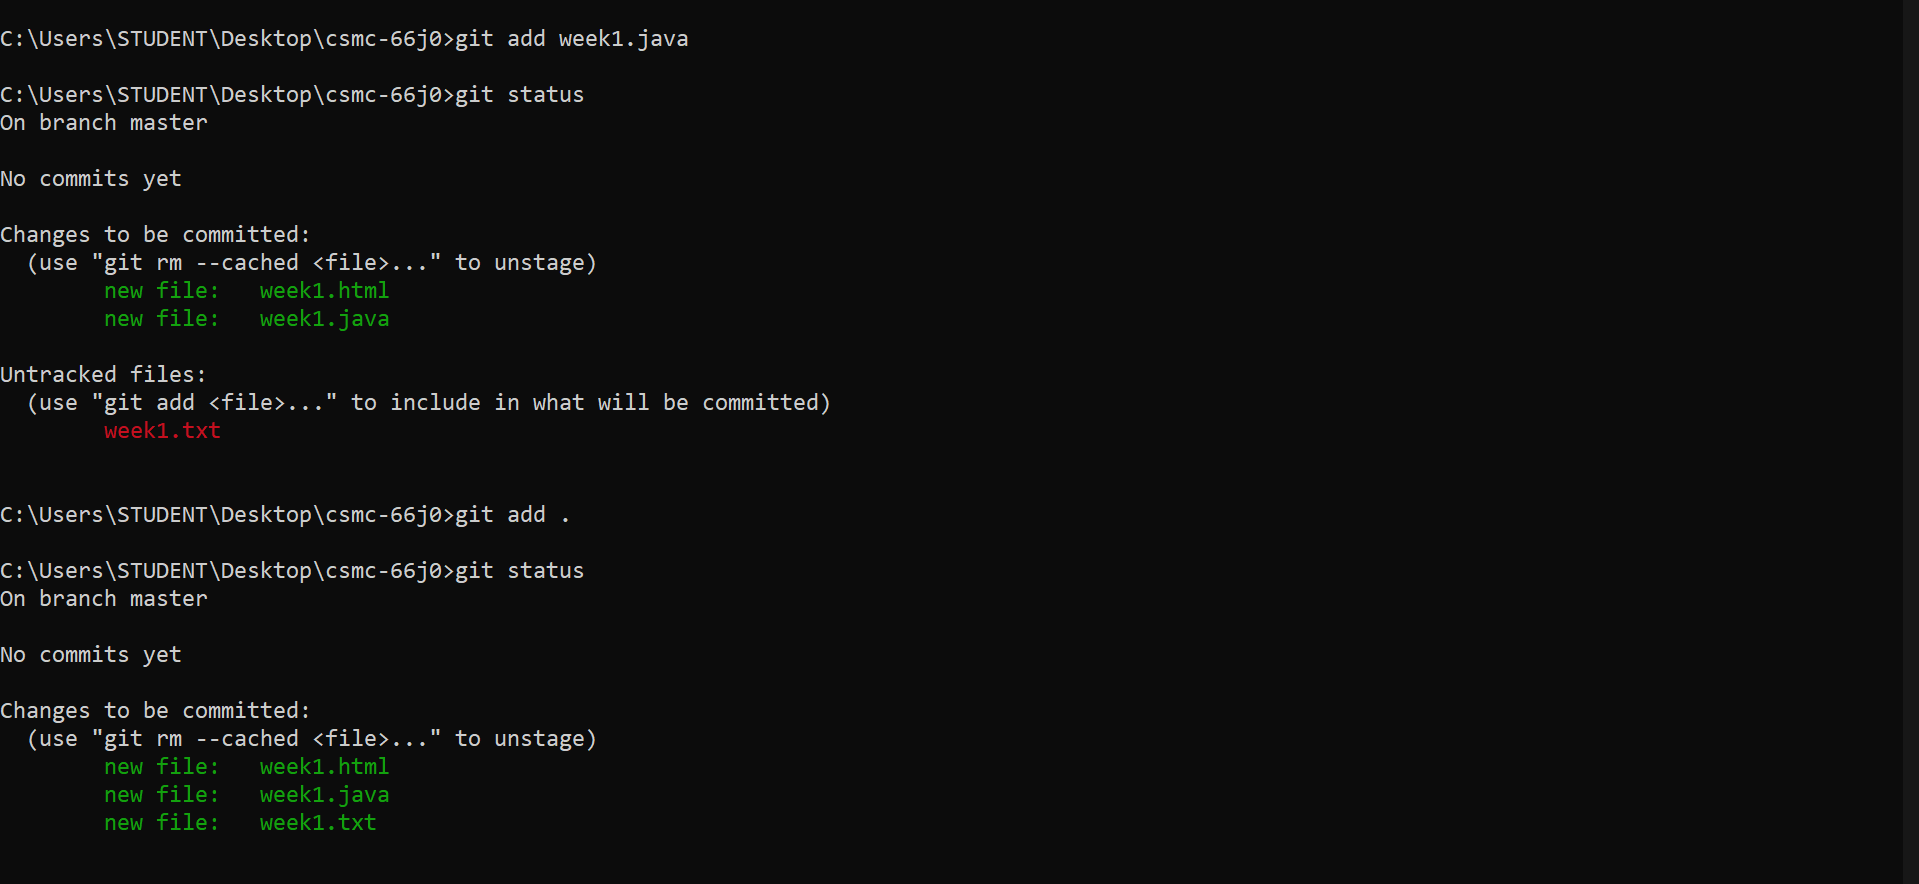 C:\Users\STUDENT\Desktop\csmc-66j0>git add week1.java
C:\Users\STUDENT\Desktop\csmc-66j0>git status
On branch master
No commits yet
Changes to be committed:
  (use "git rm --cached <file>..." to unstage)
        new file:   week1.html
        new file:   week1.java
Untracked files:
  (use "git add <file>..." to include in what will be committed)
        week1.txt
C:\Users\STUDENT\Desktop\csmc-66j0>git add .
C:\Users\STUDENT\Desktop\csmc-66j0>git status
On branch master
No commits yet
Changes to be committed:
  (use "git rm --cached <file>..." to unstage)
        new file:   week1.html
        new file:   week1.java
        new file:   week1.txt